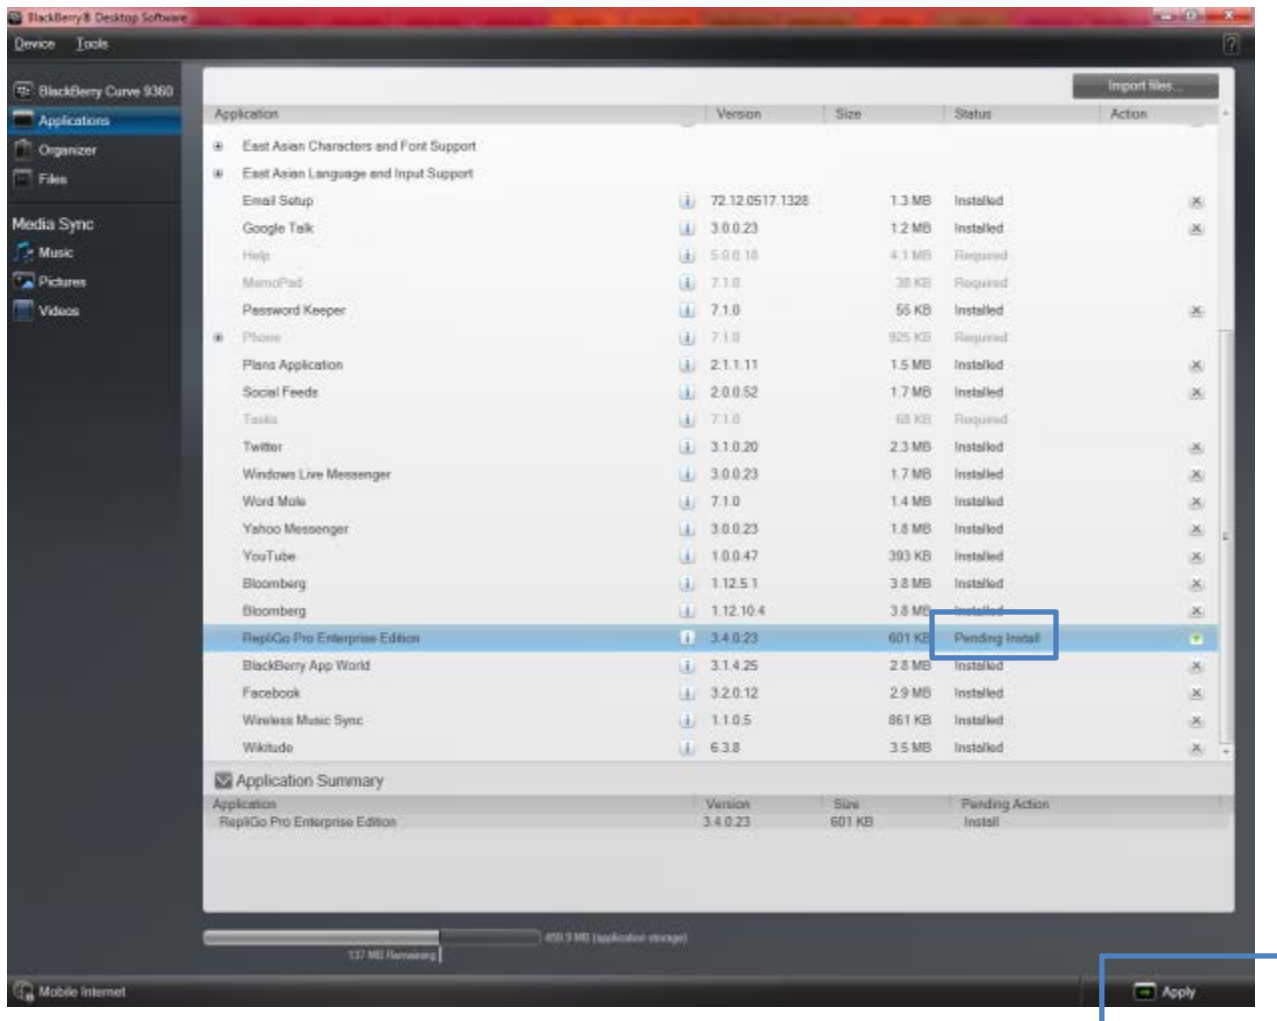 BlackBerry® Desktop Software
Device Tools
?
BlackBerry Curve 9360
Applications
Organizer
Files
Media Sync
Music
Pictures
Videos
Import files...
Application Version Size Status Action
East Asian Characters and Font Support
East Asian Language and Input Support
Email Setup 72.12.0517.1328 1.3 MB Installed
Google Talk 3.0.0.23 1.2 MB Installed
Help 5.0.0.18 4.1 MB Required
MemoPad 7.1.0 38 KB Required
Password Keeper 7.1.0 55 KB Installed
Phone 7.1.0 925 KB Required
Plans Application 2.1.1.11 1.5 MB Installed
Social Feeds 2.0.0.52 1.7 MB Installed
Tasks 7.1.0 68 KB Required
Twitter 3.1.0.20 2.3 MB Installed
Windows Live Messenger 3.0.0.23 1.7 MB Installed
Word Mole 7.1.0 1.4 MB Installed
Yahoo Messenger 3.0.0.23 1.8 MB Installed
YouTube 1.0.0.47 393 KB Installed
Bloomberg 1.12.5.1 3.8 MB Installed
Bloomberg 1.12.10.4 3.8 MB Installed
RepliGo Pro Enterprise Edition 3.4.0.23 601 KB Pending Install
BlackBerry App World 3.1.4.25 2.8 MB Installed
Facebook 3.2.0.12 2.9 MB Installed
Wireless Music Sync 1.1.0.5 861 KB Installed
Wikitude 6.3.8 3.5 MB Installed
Application Summary
Application Version Size Pending Action
RepliGo Pro Enterprise Edition 3.4.0.23 601 KB Install
MB (application storage)
137 MB Remaining
Mobile Internet
Apply